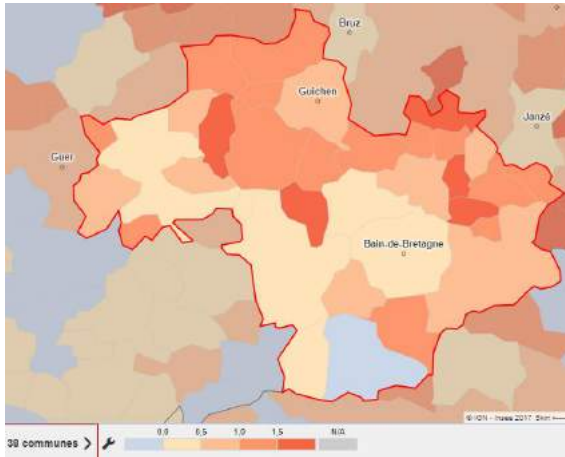 Bruz
Guichen
Janzé
Guer
Bain-de-Bretagne
© IGN - Insee 2017
38 communes
0,0 0,5 1,0 1,5 N/A